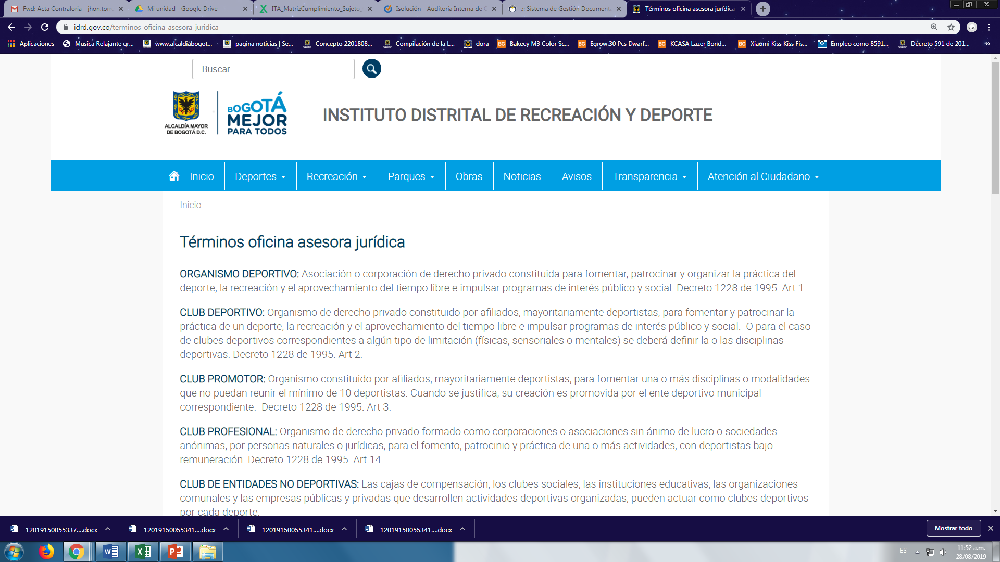 Fwd: Acta Contraloria - jhon.torre
Mi unidad - Google Drive
ITA_MatrizCumplimiento_Sujeto_
Isolución - Auditoría Interna de C
.:: Sistema de Gestión Documenta
Términos oficina asesora jurídica
idrd.gov.co/terminos-oficina-asesora-juridica
Aplicaciones
Musica Relajante gr...
www.alcaldiabogot...
pagina noticias | Se...
Concepto 2201808...
Compilación de la L...
dora
BG Bakeey M3 Color Sc...
BG Egrow 30 Pcs Dwarf...
BG KCASA Lazer Bond...
BG Xiaomi Kiss Kiss Fis...
Empleo como 8591...
Decreto 591 de 201...
»
Buscar
ALCALDÍA MAYOR
DE BOGOTÁ D.C.
BOGOTÁ
MEJOR
PARA TODOS
INSTITUTO DISTRITAL DE RECREACIÓN Y DEPORTE
Inicio
Deportes
Recreación
Parques
Obras
Noticias
Avisos
Transparencia
Atención al Ciudadano
Inicio
Términos oficina asesora jurídica
ORGANISMO DEPORTIVO: Asociación o corporación de derecho privado constituida para fomentar, patrocinar y organizar la práctica del
deporte, la recreación y el aprovechamiento del tiempo libre e impulsar programas de interés público y social. Decreto 1228 de 1995. Art 1.
CLUB DEPORTIVO: Organismo de derecho privado constituido por afiliados, mayoritariamente deportistas, para fomentar y patrocinar la
práctica de un deporte, la recreación y el aprovechamiento del tiempo libre e impulsar programas de interés público y social.  O para el caso
de clubes deportivos correspondientes a algún tipo de limitación (físicas, sensoriales o mentales) se deberá definir la o las disciplinas
deportivas. Decreto 1228 de 1995. Art 2.
CLUB PROMOTOR: Organismo constituido por afiliados, mayoritariamente deportistas, para fomentar una o más disciplinas o modalidades
que no puedan reunir el mínimo de 10 deportistas. Cuando se justifica, su creación es promovida por el ente deportivo municipal
correspondiente.  Decreto 1228 de 1995. Art 3.
CLUB PROFESIONAL: Organismo de derecho privado formado como corporaciones o asociaciones sin ánimo de lucro o sociedades
anónimas, por personas naturales o jurídicas, para el fomento, patrocinio y práctica de una o más actividades, con deportistas bajo
remuneración. Decreto 1228 de 1995. Art 14
CLUB DE ENTIDADES NO DEPORTIVAS: Las cajas de compensación, los clubes sociales, las instituciones educativas, las organizaciones
comunales y las empresas públicas y privadas que desarrollen actividades deportivas organizadas, pueden actuar como clubes deportivos
por cada deporte.
12019150055337....docx
12019150055341....docx
12019150055341....docx
12019150055341....docx
Mostrar todo
ES
11:52 a.m.
28/08/2019